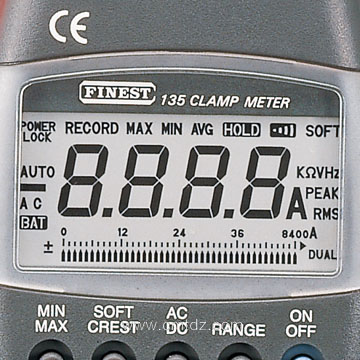 CE
FINEST 135 CLAMP METER
POWER LOCK RECORD MAX MIN AVG HOLD SOFT
AUTO 8.8.8.8 A KΩVHz
AC PEAK
BAT RMS
0 12 24 36 8400A
± DUAL
MIN MAX
SOFT CREST
AC DC
RANGE
ON OFF